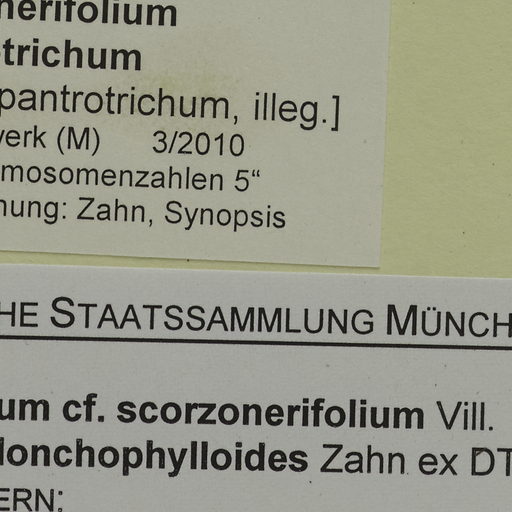 nerifolium
trichum
pantrotrichum, illeg.]
verk (M) 3/2010
mosomenzahlen 5“
nung: Zahn, Synopsis
HE STAATSSAMMLUNG MÜNCH
um cf. scorzonerifolium Vill.
lonchophylloides Zahn ex DT
ERN: